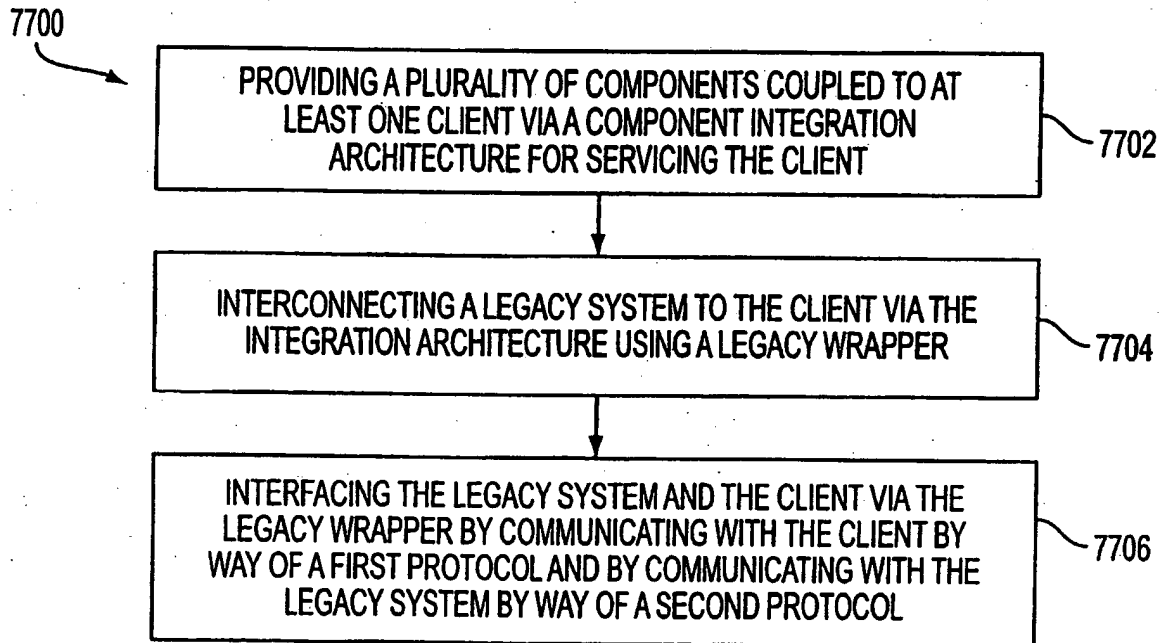 7700
PROVIDING A PLURALITY OF COMPONENTS COUPLED TO AT
LEAST ONE CLIENT VIA A COMPONENT INTEGRATION
ARCHITECTURE FOR SERVICING THE CLIENT
7702
INTERCONNECTING A LEGACY SYSTEM TO THE CLIENT VIA THE
INTEGRATION ARCHITECTURE USING A LEGACY WRAPPER
7704
INTERFACING THE LEGACY SYSTEM AND THE CLIENT VIA THE
LEGACY WRAPPER BY COMMUNICATING WITH THE CLIENT BY
WAY OF A FIRST PROTOCOL AND BY COMMUNICATING WITH THE
LEGACY SYSTEM BY WAY OF A SECOND PROTOCOL
7706